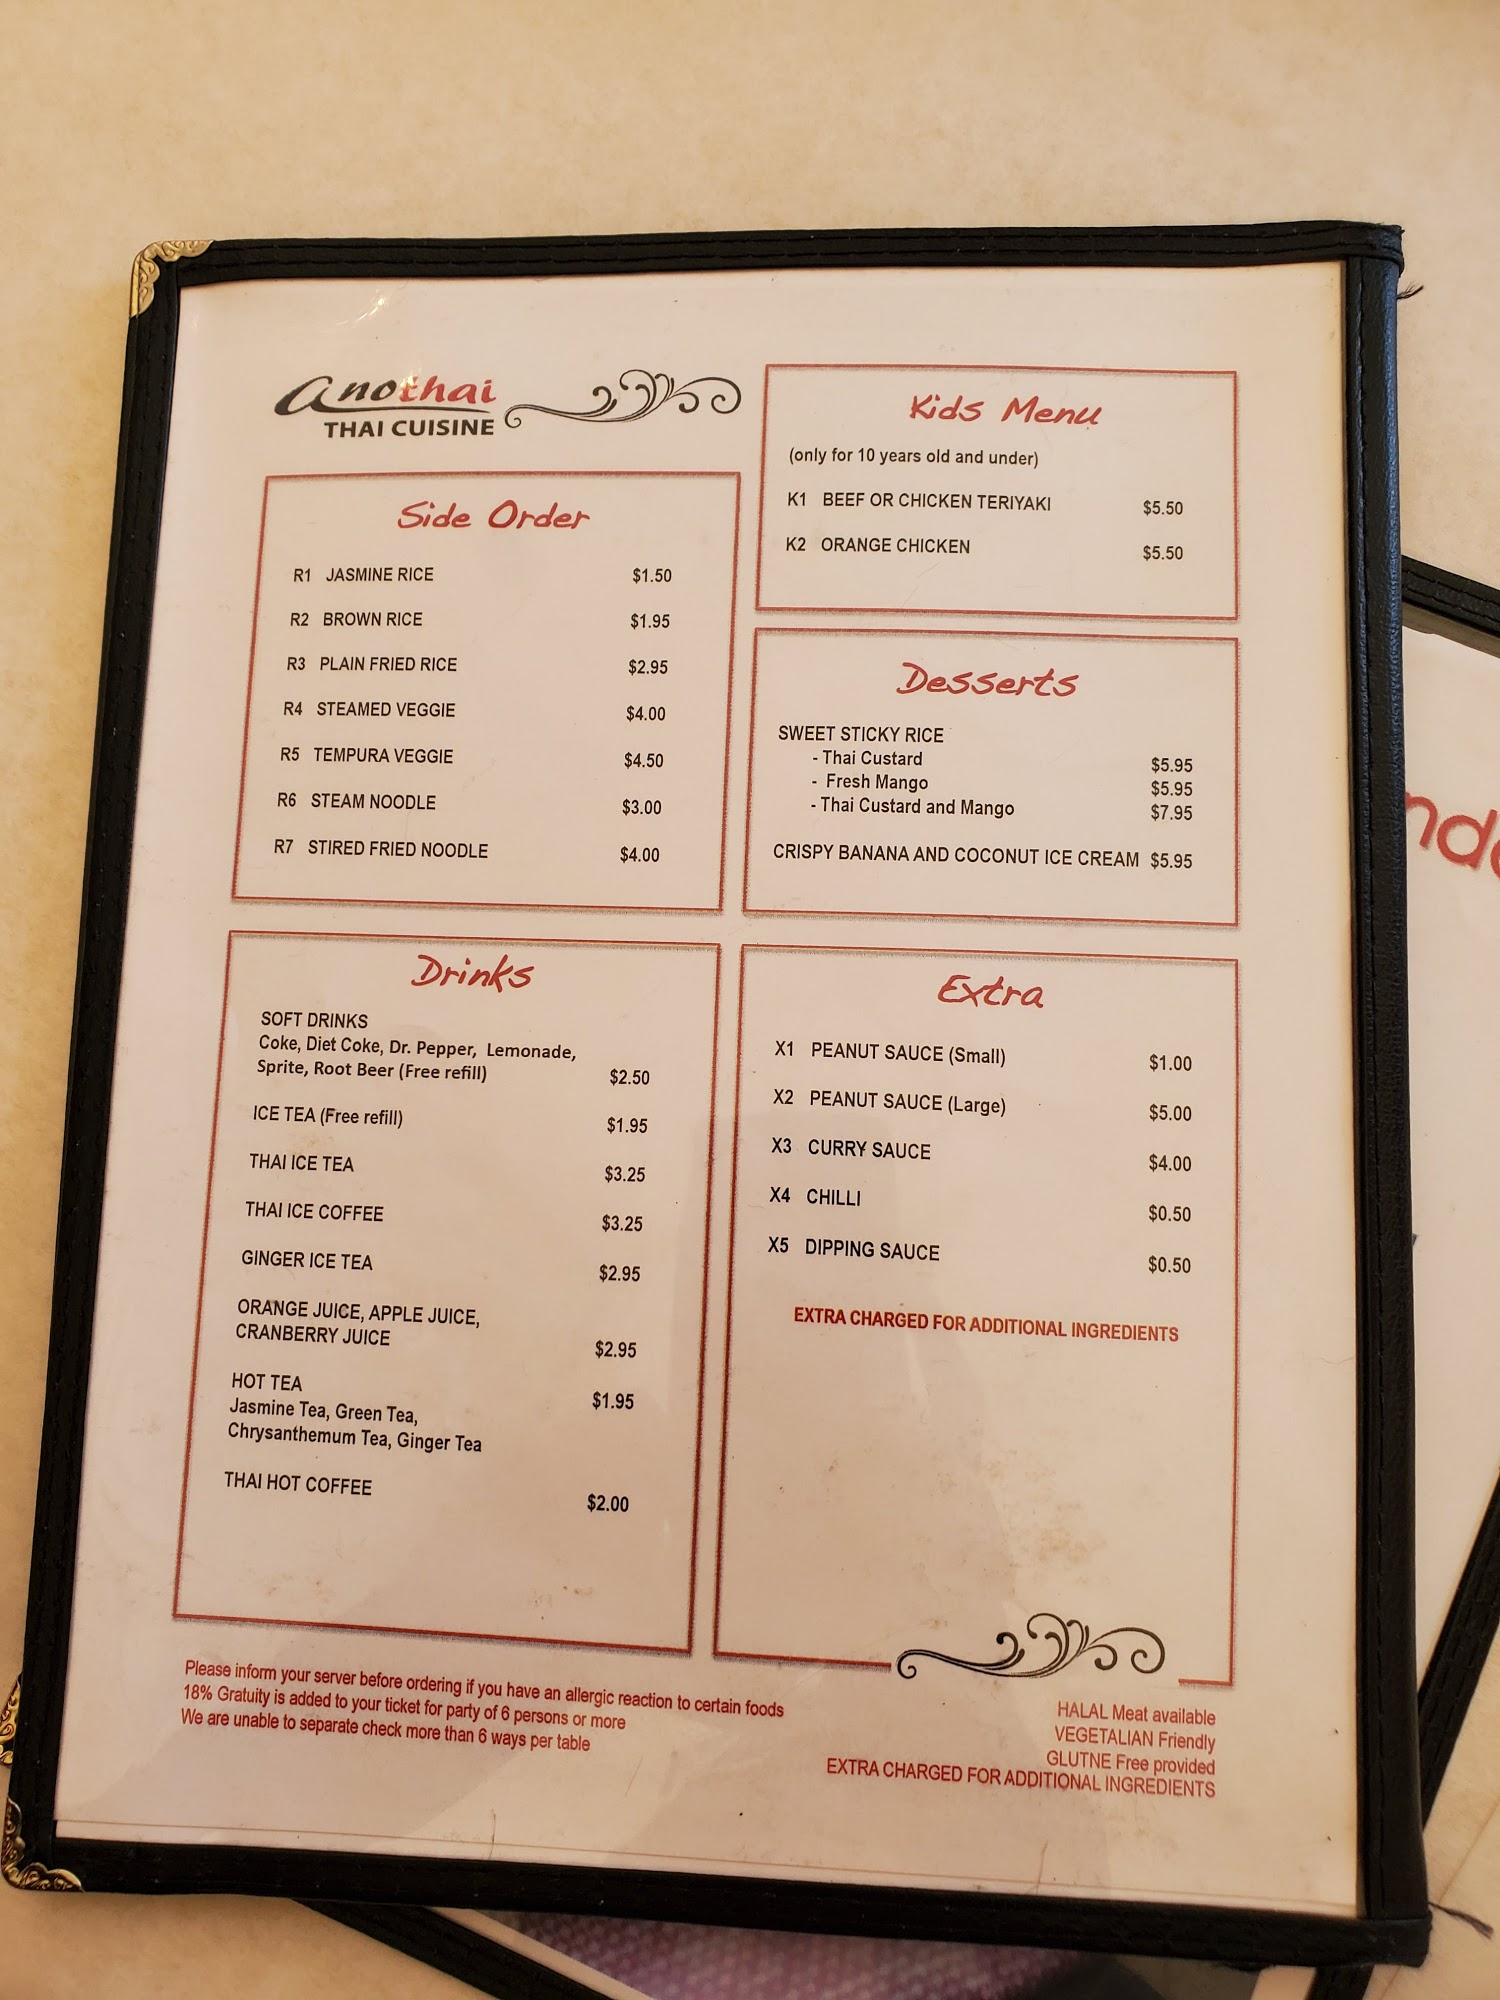 anothai
THAI CUISINE
Side Order
R1 JASMINE RICE $1.50
R2 BROWN RICE $1.95
R3 PLAIN FRIED RICE $2.95
R4 STEAMED VEGGIE $4.00
R5 TEMPURA VEGGIE $4.50
R6 STEAM NOODLE $3.00
R7 STIRED FRIED NOODLE $4.00
Kids Menu
(only for 10 years old and under)
K1 BEEF OR CHICKEN TERIYAKI $5.50
K2 ORANGE CHICKEN $5.50
Desserts
SWEET STICKY RICE
- Thai Custard $5.95
- Fresh Mango $5.95
- Thai Custard and Mango $7.95
CRISPY BANANA AND COCONUT ICE CREAM $5.95
Drinks
SOFT DRINKS
Coke, Diet Coke, Dr. Pepper, Lemonade,
Sprite, Root Beer (Free refill) $2.50
ICE TEA (Free refill) $1.95
THAI ICE TEA $3.25
THAI ICE COFFEE $3.25
GINGER ICE TEA $2.95
ORANGE JUICE, APPLE JUICE,
CRANBERRY JUICE $2.95
HOT TEA $1.95
Jasmine Tea, Green Tea,
Chrysanthemum Tea, Ginger Tea
THAI HOT COFFEE $2.00
Extra
X1 PEANUT SAUCE (Small) $1.00
X2 PEANUT SAUCE (Large) $5.00
X3 CURRY SAUCE $4.00
X4 CHILLI $0.50
X5 DIPPING SAUCE $0.50
EXTRA CHARGED FOR ADDITIONAL INGREDIENTS
Please inform your server before ordering if you have an allergic reaction to certain foods
18% Gratuity is added to your ticket for party of 6 persons or more
We are unable to separate check more than 6 ways per table
HALAL Meat available
VEGETALIAN Friendly
GLUTNE Free provided
EXTRA CHARGED FOR ADDITIONAL INGREDIENTS